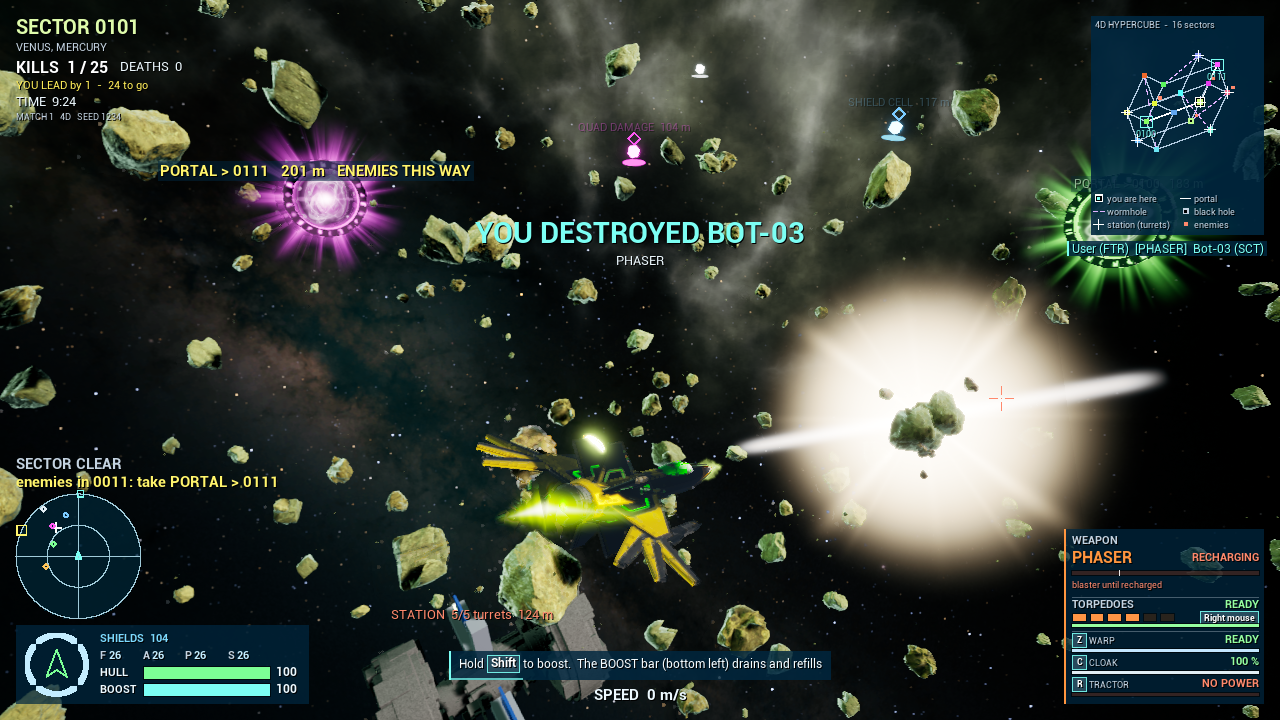 SECTOR 0101
VENUS, MERCURY
KILLS 1 / 25 DEATHS 0
YOU LEAD by 1 - 24 to go
TIME 9:24
MATCH 1 4D SEED 1234
4D HYPERCUBE - 16 sectors
0111
0100
you are here
portal
wormhole
black hole
station (turrets)
enemies
User (FTR) [PHASER] Bot-03 (SCT)
QUAD DAMAGE 104 m
SHIELD CELL 117 m
PORTAL > 0111 201 m ENEMIES THIS WAY
YOU DESTROYED BOT-03
PHASER
SECTOR CLEAR
enemies in 0011: take PORTAL > 0111
STATION 5/6 turrets 124 m
SHIELDS 104
F 26 A 26 P 26 S 26
HULL 100
BOOST 100
Hold Shift to boost. The BOOST bar (bottom left) drains and refills
SPEED 0 m/s
WEAPON
PHASER RECHARGING
blaster until recharged
TORPEDOES READY
Right mouse
Z WARP READY
C CLOAK 100 %
R TRACTOR NO POWER